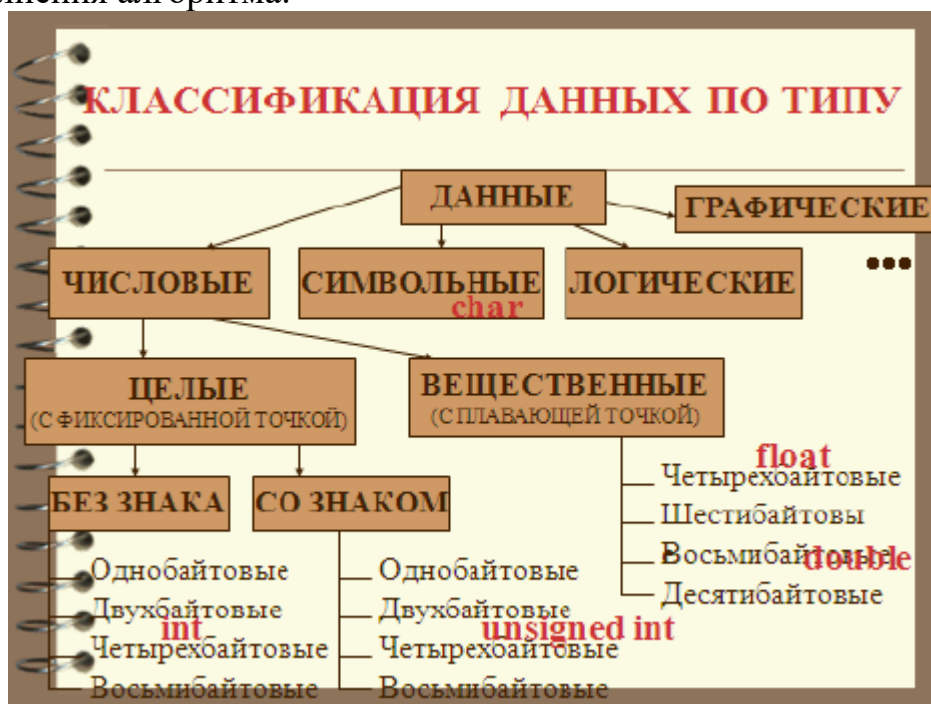 КЛАССИФИКАЦИЯ ДАННЫХ ПО ТИПУ
ДАННЫЕ
ГРАФИЧЕСКИЕ
ЧИСЛОВЫЕ
СИМВОЛЬНЫЕ
char
ЛОГИЧЕСКИЕ
...
ЦЕЛЫЕ
(С ФИКСИРОВАННОЙ ТОЧКОЙ)
ВЕЩЕСТВЕННЫЕ
(С ПЛАВАЮЩЕЙ ТОЧКОЙ)
float
Четырехбайтовые
Шестибайтовы
е
Восьмибайтовые
double
Десятибайтовые
БЕЗ ЗНАКА
Однобайтовые
Двухбайтовые
int
Четырехбайтовые
Восьмибайтовые
СО ЗНАКОМ
Однобайтовые
Двухбайтовые
unsigned int
Четырехбайтовые
Восьмибайтовые